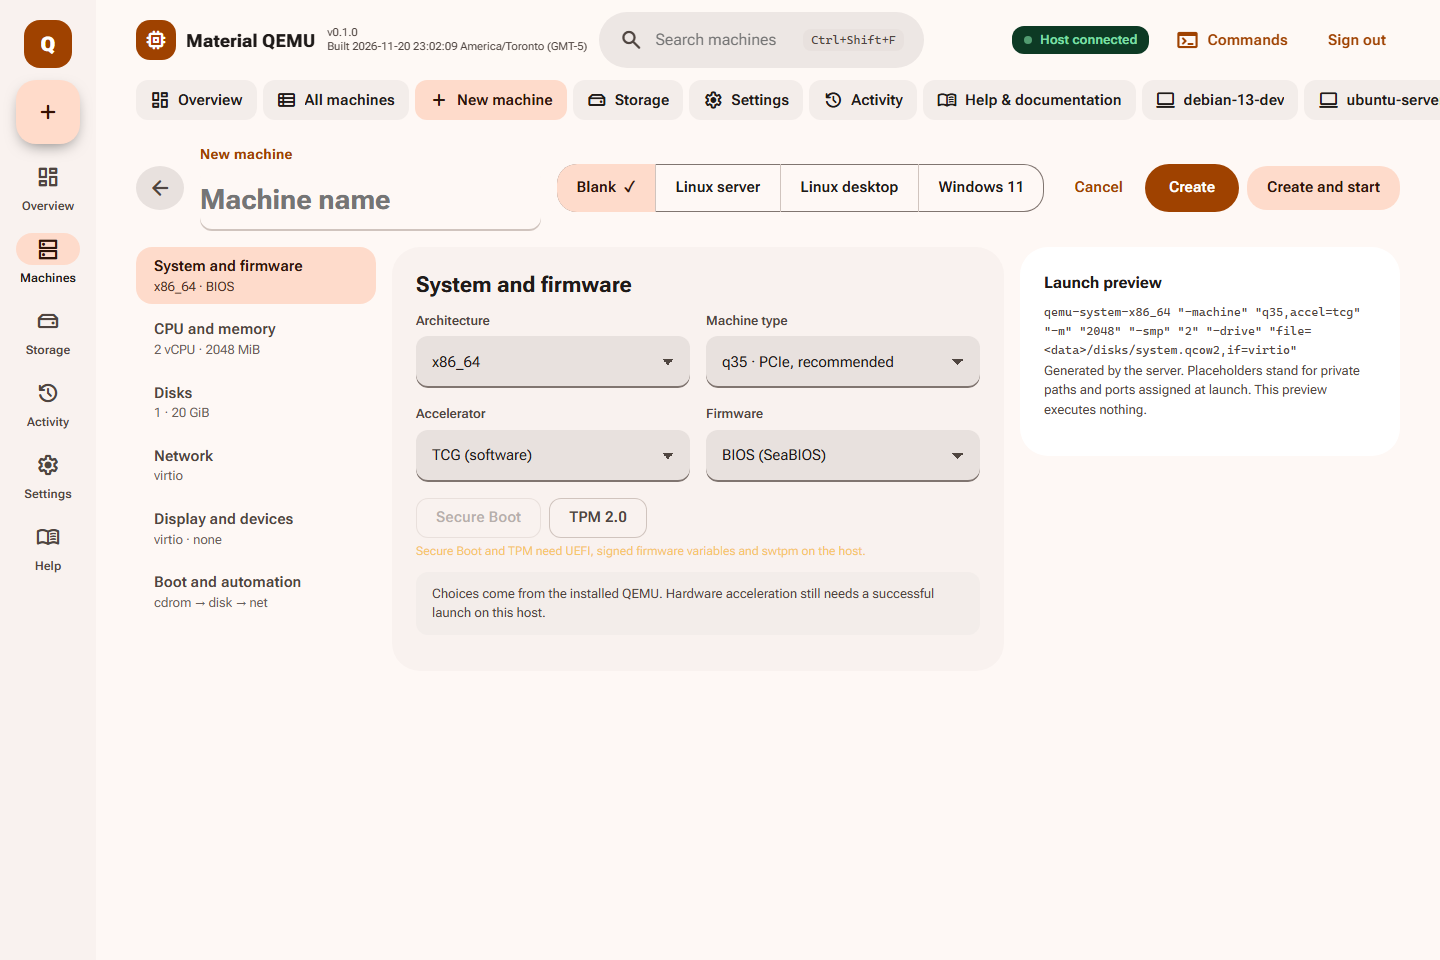 Q
Material QEMU
v0.1.0
Built 2026-11-20 23:02:09 America/Toronto (GMT-5)
Search machines
Ctrl+Shift+F
Host connected
Commands
Sign out
Overview
All machines
New machine
Storage
Settings
Activity
Help & documentation
debian-13-dev
ubuntu-serve
Overview
Machines
Storage
Activity
Settings
Help
New machine
Machine name
Blank ✓
Linux server
Linux desktop
Windows 11
Cancel
Create
Create and start
System and firmware
x86_64 · BIOS
CPU and memory
2 vCPU · 2048 MiB
Disks
1 · 20 GiB
Network
virtio
Display and devices
virtio · none
Boot and automation
cdrom → disk → net
System and firmware
Architecture
x86_64
Machine type
q35 · PCIe, recommended
Accelerator
TCG (software)
Firmware
BIOS (SeaBIOS)
Secure Boot
TPM 2.0
Secure Boot and TPM need UEFI, signed firmware variables and swtpm on the host.
Choices come from the installed QEMU. Hardware acceleration still needs a successful
launch on this host.
Launch preview
qemu-system-x86_64 "-machine" "q35,accel=tcg"
"-m" "2048" "-smp" "2" "-drive" "file=
<data>/disks/system.qcow2,if=virtio"
Generated by the server. Placeholders stand for private
paths and ports assigned at launch. This preview
executes nothing.